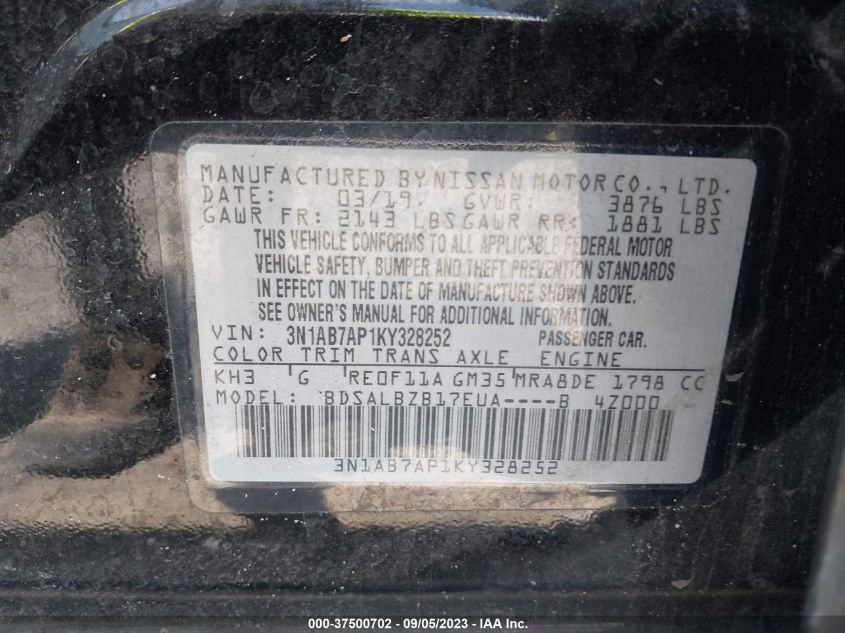 MANUFACTURED BY NISSAN MOTOR CO., LTD.
DATE: 03/19 GVWR: 3876 LBS
GAWR FR: 2143 LBS GAWR RR: 1881 LBS
THIS VEHICLE CONFORMS TO ALL APPLICABLE FEDERAL MOTOR
VEHICLE SAFETY, BUMPER AND THEFT PREVENTION STANDARDS
IN EFFECT ON THE DATE OF MANUFACTURE SHOWN ABOVE.
SEE OWNER'S MANUAL FOR ADDITIONAL INFORMATION.
VIN: 3N1AB7AP1KY328252 PASSENGER CAR.
COLOR TRIM TRANS AXLE ENGINE
KH3 G RE0F11A GM35 MRA8DE 1798 CC
MODEL: BDSALBZB17EUA----B 4Z000
3N1AB7AP1KY328252
000-37500702 - 09/05/2023 - IAA Inc.